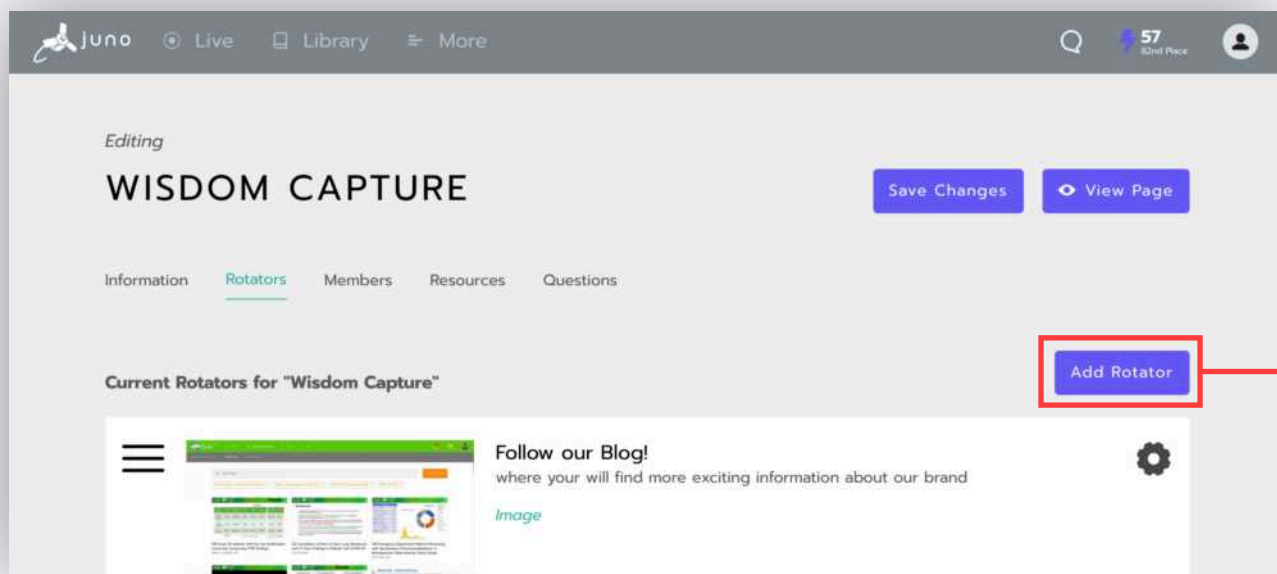 juno Live Library More 57
82nd Place
Editing
WISDOM CAPTURE
Save Changes View Page
Information Rotators Members Resources Questions
Add Rotator
Current Rotators for "Wisdom Capture"
Follow our Blog!
where your will find more exciting information about our brand
Image